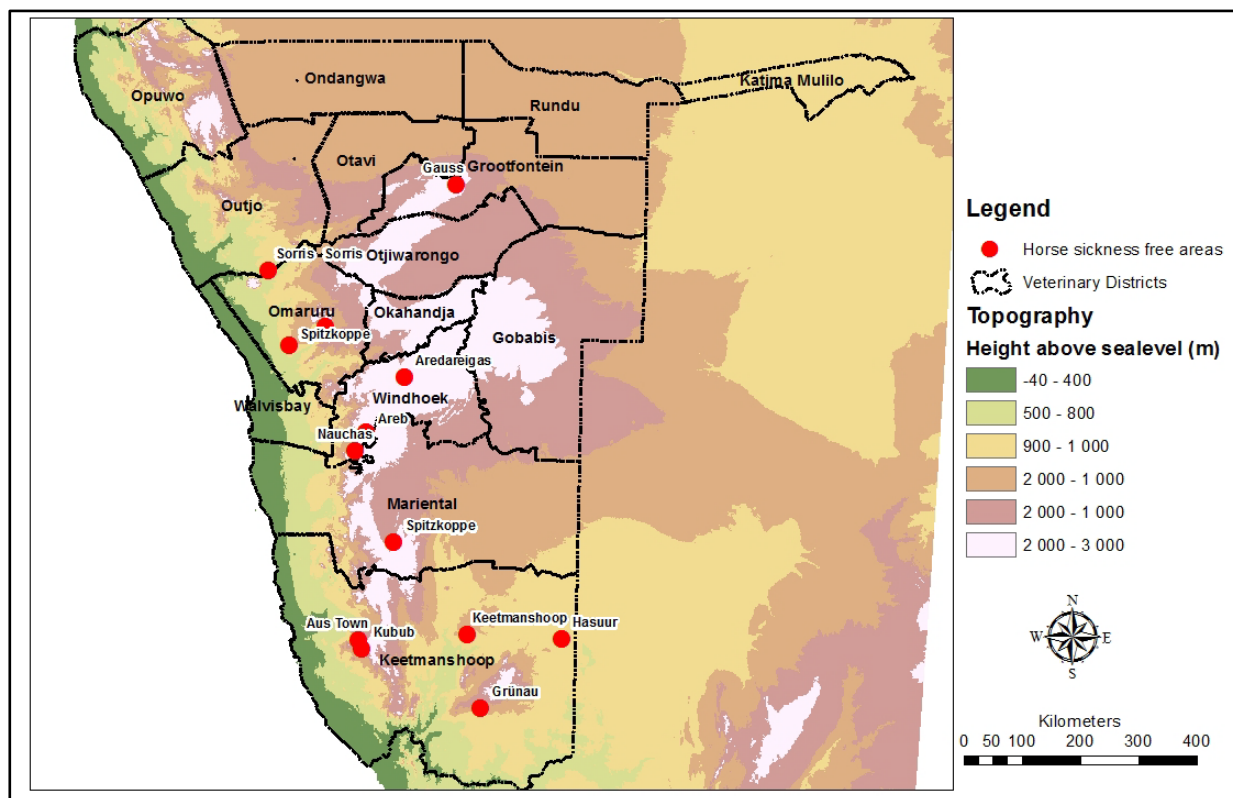 Ondangwa
Katima Mulilo
Opuwo
Rundu
Otavi
Grootfontein
Gauss
Outjo
Sorris - Sorris
Otjiwarongo
Omaruru
Okahandja
Spitzkoppe
Gobabis
Aredareigas
Windhoek
Walvisbay
Areb
Nauchas
Mariental
Spitzkoppe
Aus Town
Kubub
Keetmanshoop
Hasuur
Keetmanshoop
Grünau
Legend
Horse sickness free areas
Veterinary Districts
Topography
Height above sealevel (m)
-40 - 400
500 - 800
900 - 1 000
2 000 - 1 000
2 000 - 1 000
2 000 - 3 000
N
W E
S
Kilometers
0 50 100 200 300 400